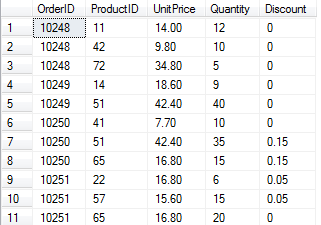 OrderID ProductID UnitPrice Quantity Discount
1 10248 11 14.00 12 0
2 10248 42 9.80 10 0
3 10248 72 34.80 5 0
4 10249 14 18.60 9 0
5 10249 51 42.40 40 0
6 10250 41 7.70 10 0
7 10250 51 42.40 35 0.15
8 10250 65 16.80 15 0.15
9 10251 22 16.80 6 0.05
10 10251 57 15.60 15 0.05
11 10251 65 16.80 20 0